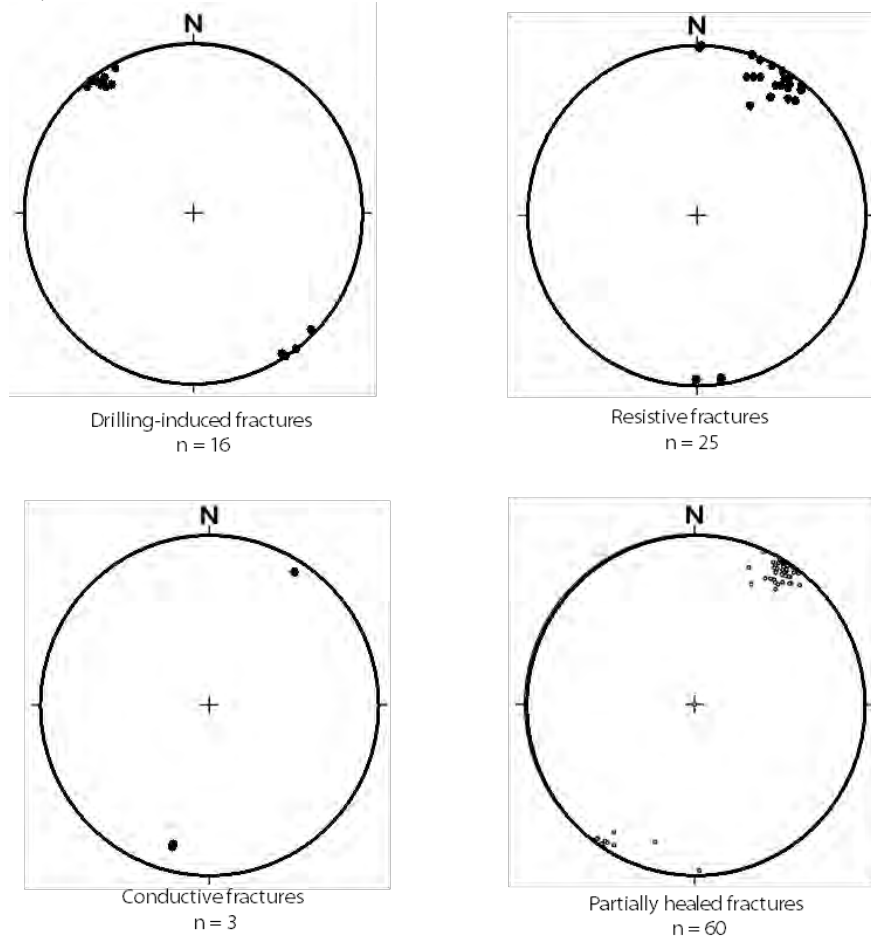 N
Drilling-induced fractures
n = 16
N
Resistive fractures
n = 25
N
Conductive fractures
n = 3
N
Partially healed fractures
n = 60